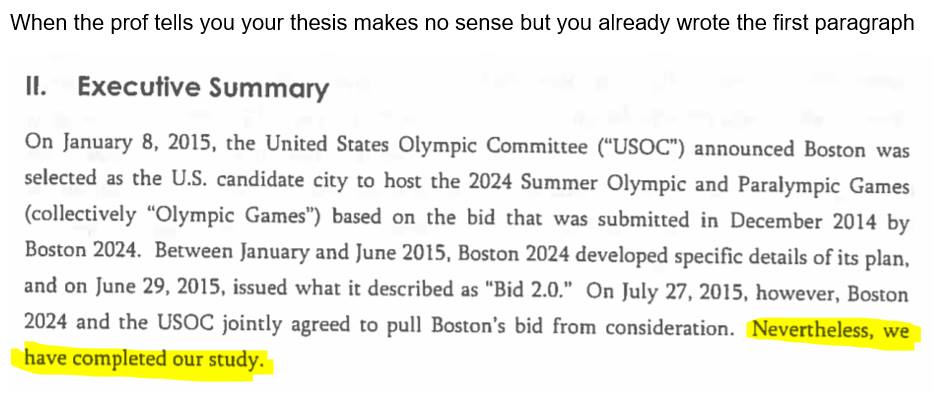 When the prof tells you your thesis makes no sense but you already wrote the first paragraph
II. Executive Summary
On January 8, 2015, the United States Olympic Committee (“USOC”) announced Boston was
selected as the U.S. candidate city to host the 2024 Summer Olympic and Paralympic Games
(collectively “Olympic Games”) based on the bid that was submitted in December 2014 by
Boston 2024. Between January and June 2015, Boston 2024 developed specific details of its plan,
and on June 29, 2015, issued what it described as "Bid 2.0." On July 27, 2015, however, Boston
2024 and the USOC jointly agreed to pull Boston’s bid from consideration. Nevertheless, we
have completed our study.